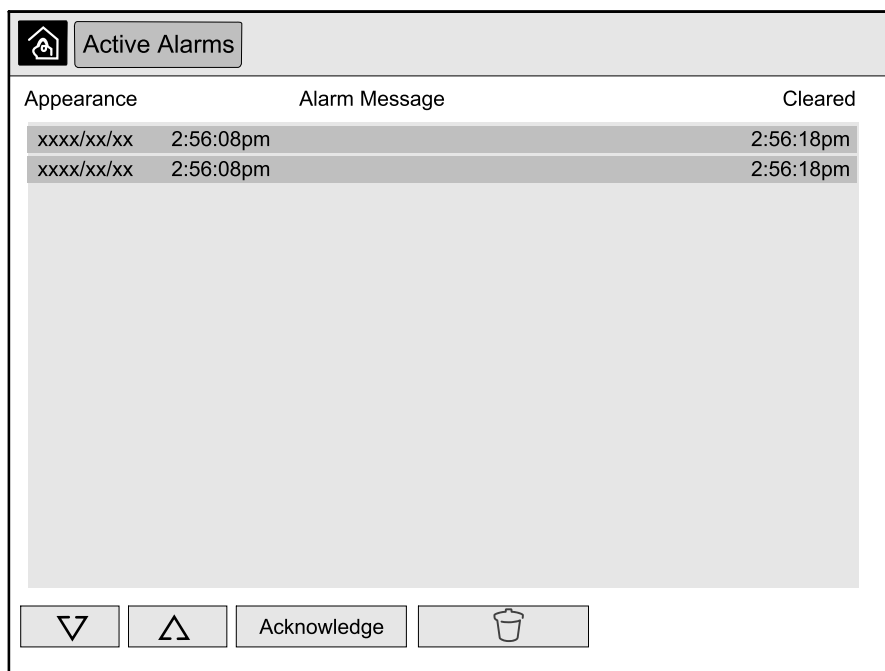 Active Alarms
Appearance Alarm Message Cleared
xxxx/xx/xx 2:56:08pm 2:56:18pm
xxxx/xx/xx 2:56:08pm 2:56:18pm
Acknowledge